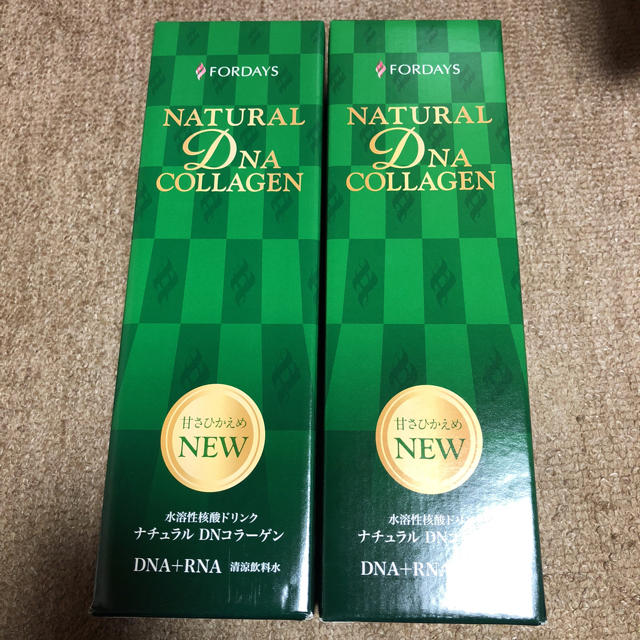 FORDAYS
NATURAL
DNA
COLLAGEN
甘さひかえめ
NEW
水溶性核酸ドリンク
ナチュラル DNコラーゲン
DNA+RNA 清涼飲料水
FORDAYS
NATURAL
DNA
COLLAGEN
甘さひかえめ
NEW
水溶性核酸ドリ
ナチュラル DN
DNA+RNA